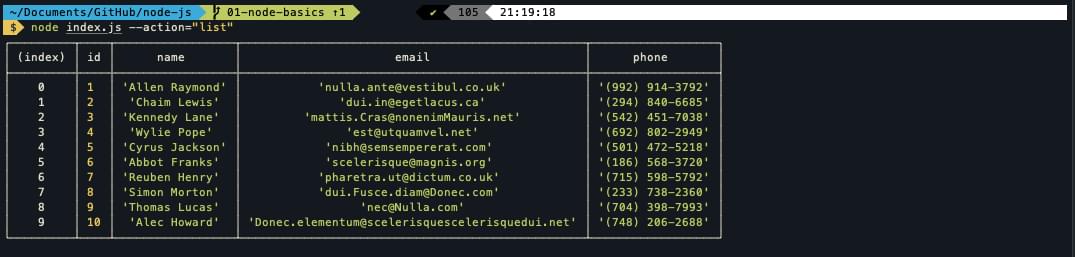 ~/Documents/GitHub/node-js 01-node-basics ↑1 ✔ 105 21:19:18
$ node index.js --action="list"
(index) id name email phone
0 1 'Allen Raymond' 'nulla.ante@vestibul.co.uk' '(992) 914-3792'
1 2 'Chaim Lewis' 'dui.in@egetlacus.ca' '(294) 840-6685'
2 3 'Kennedy Lane' 'mattis.Cras@nonenimMauris.net' '(542) 451-7038'
3 4 'Wylie Pope' 'est@utquamvel.net' '(692) 802-2949'
4 5 'Cyrus Jackson' 'nibh@semsempererat.com' '(501) 472-5218'
5 6 'Abbot Franks' 'scelerisque@magnis.org' '(186) 568-3720'
6 7 'Reuben Henry' 'pharetra.ut@dictum.co.uk' '(715) 598-5792'
7 8 'Simon Morton' 'dui.Fusce.diam@Donec.com' '(233) 738-2360'
8 9 'Thomas Lucas' 'nec@Nulla.com' '(704) 398-7993'
9 10 'Alec Howard' 'Donec.elementum@scelerisquescelerisquedui.net' '(748) 206-2688'